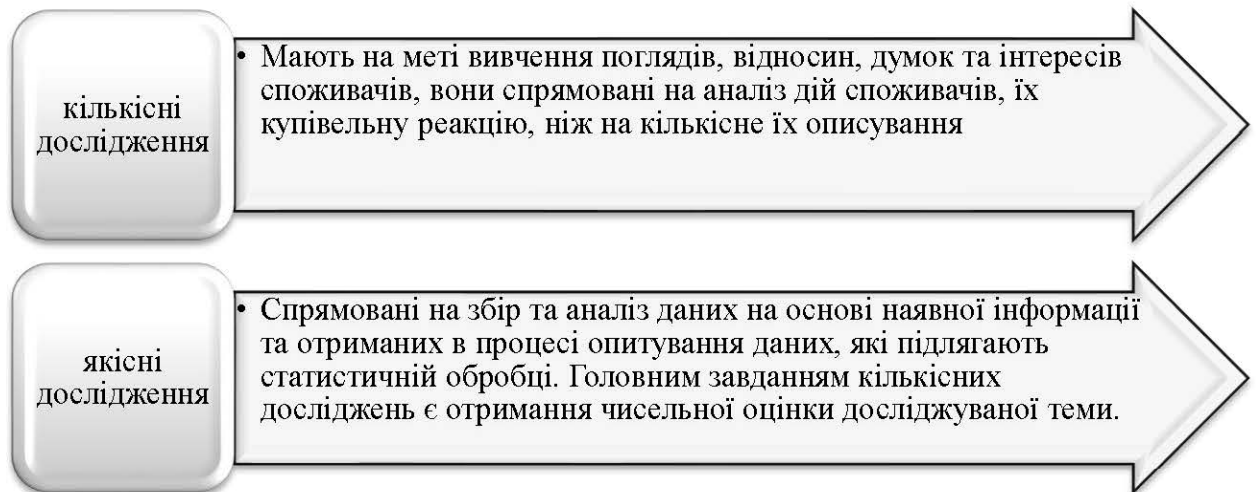 кількісні
дослідження
• Мають на меті вивчення поглядів, відносин, думок та інтересів
споживачів, вони спрямовані на аналіз дій споживачів, їх
купівельну реакцію, ніж на кількісне їх описування
якісні
дослідження
• Спрямовані на збір та аналіз даних на основі наявної інформації
та отриманих в процесі опитування даних, які підлягають
статистичній обробці. Головним завданням кількісних
досліджень є отримання чисельної оцінки досліджуваної теми.